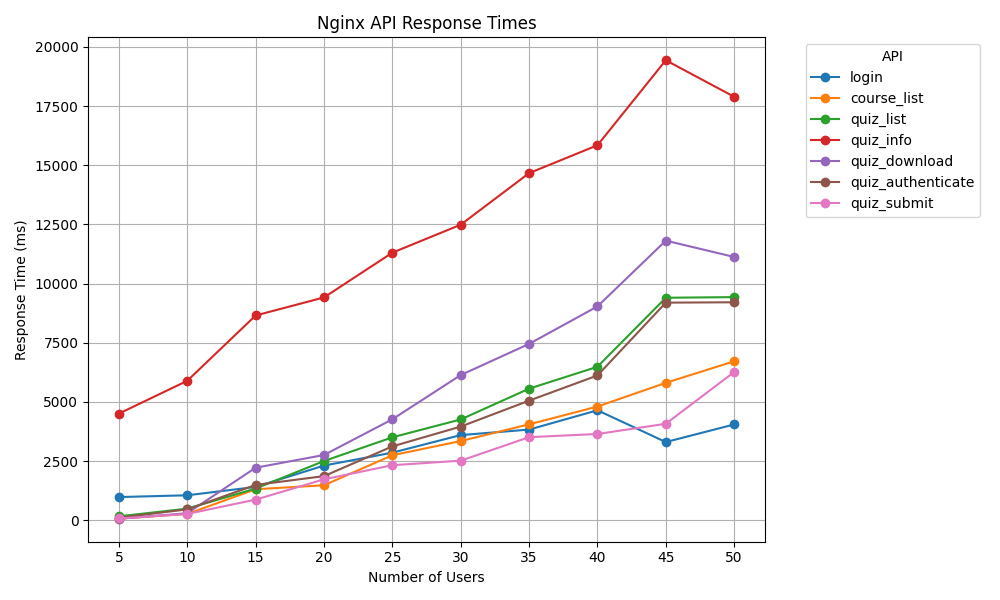 Nginx API Response Times
Response Time (ms)
20000
17500
15000
12500
10000
7500
5000
2500
0
5 10 15 20 25 30 35 40 45 50
Number of Users
API
login
course_list
quiz_list
quiz_info
quiz_download
quiz_authenticate
quiz_submit